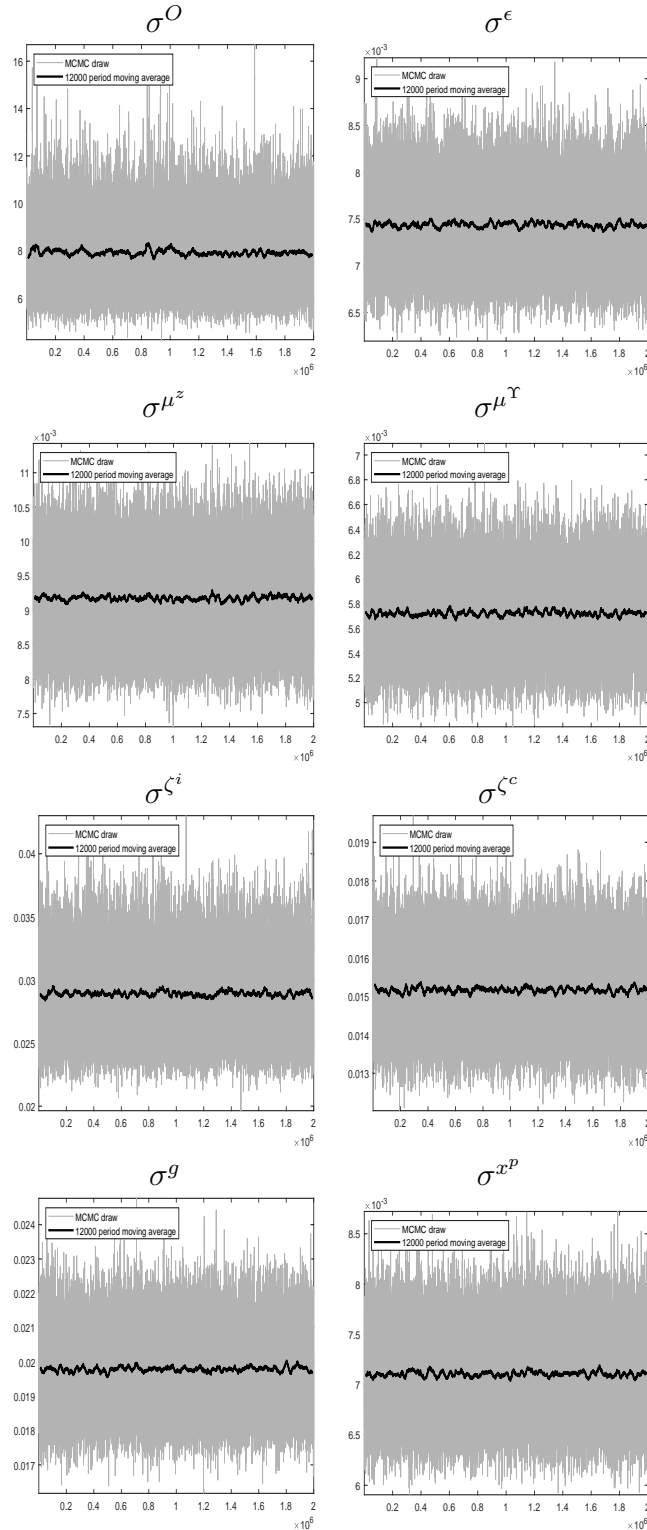 σ^O
MCMC draw
12000 period moving average
16
14
12
10
8
6
0.2 0.4 0.6 0.8 1 1.2 1.4 1.6 1.8 2
×10^6
σ^ϵ
×10^-3
MCMC draw
12000 period moving average
9
8.5
8
7.5
7
6.5
0.2 0.4 0.6 0.8 1 1.2 1.4 1.6 1.8 2
×10^6
σ^μ^z
×10^-3
MCMC draw
12000 period moving average
11
10.5
10
9.5
9
8.5
8
7.5
0.2 0.4 0.6 0.8 1 1.2 1.4 1.6 1.8 2
×10^6
σ^μ^Υ
×10^-3
MCMC draw
12000 period moving average
7
6.8
6.6
6.4
6.2
6
5.8
5.6
5.4
5.2
5
0.2 0.4 0.6 0.8 1 1.2 1.4 1.6 1.8 2
×10^6
σ^ζ^i
MCMC draw
12000 period moving average
0.04
0.035
0.03
0.025
0.02
0.2 0.4 0.6 0.8 1 1.2 1.4 1.6 1.8 2
×10^6
σ^ζ^c
MCMC draw
12000 period moving average
0.019
0.018
0.017
0.016
0.015
0.014
0.013
0.2 0.4 0.6 0.8 1 1.2 1.4 1.6 1.8 2
×10^6
σ^g
MCMC draw
12000 period moving average
0.024
0.023
0.022
0.021
0.02
0.019
0.018
0.017
0.2 0.4 0.6 0.8 1 1.2 1.4 1.6 1.8 2
×10^6
σ^x^p
×10^-3
MCMC draw
12000 period moving average
8.5
8
7.5
7
6.5
6
0.2 0.4 0.6 0.8 1 1.2 1.4 1.6 1.8 2
×10^6